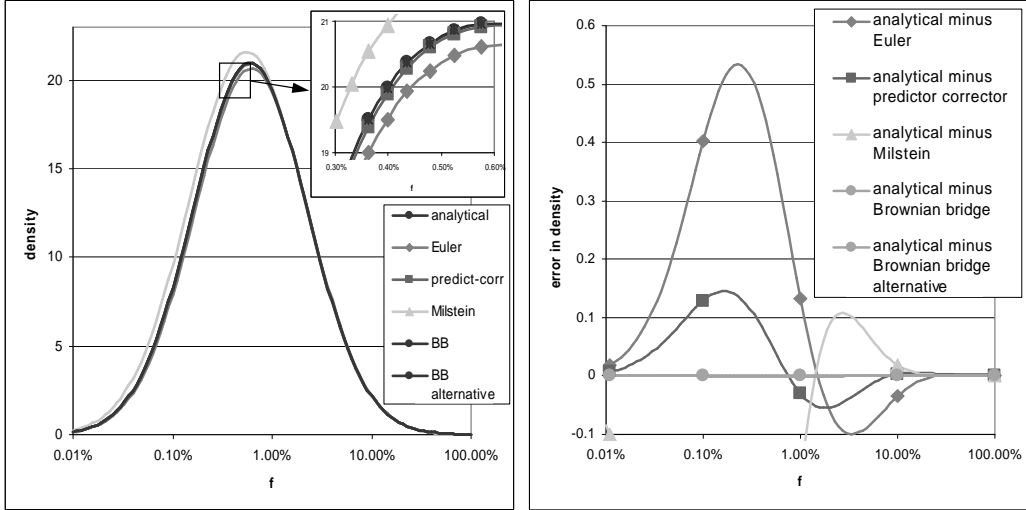 density
20
15
10
5
0
0.01%
0.10%
1.00%
10.00%
100.00%
f
21
20
19
0.30%
0.40%
0.50%
0.60%
f
analytical
Euler
predict-corr
Milstein
BB
BB
alternative
error in density
0.6
0.5
0.4
0.3
0.2
0.1
0
-0.1
0.01%
0.10%
1.00%
10.00%
100.00%
f
analytical minus
Euler
analytical minus
predictor corrector
analytical minus
Milstein
analytical minus
Brownian bridge
analytical minus
Brownian bridge
alternative